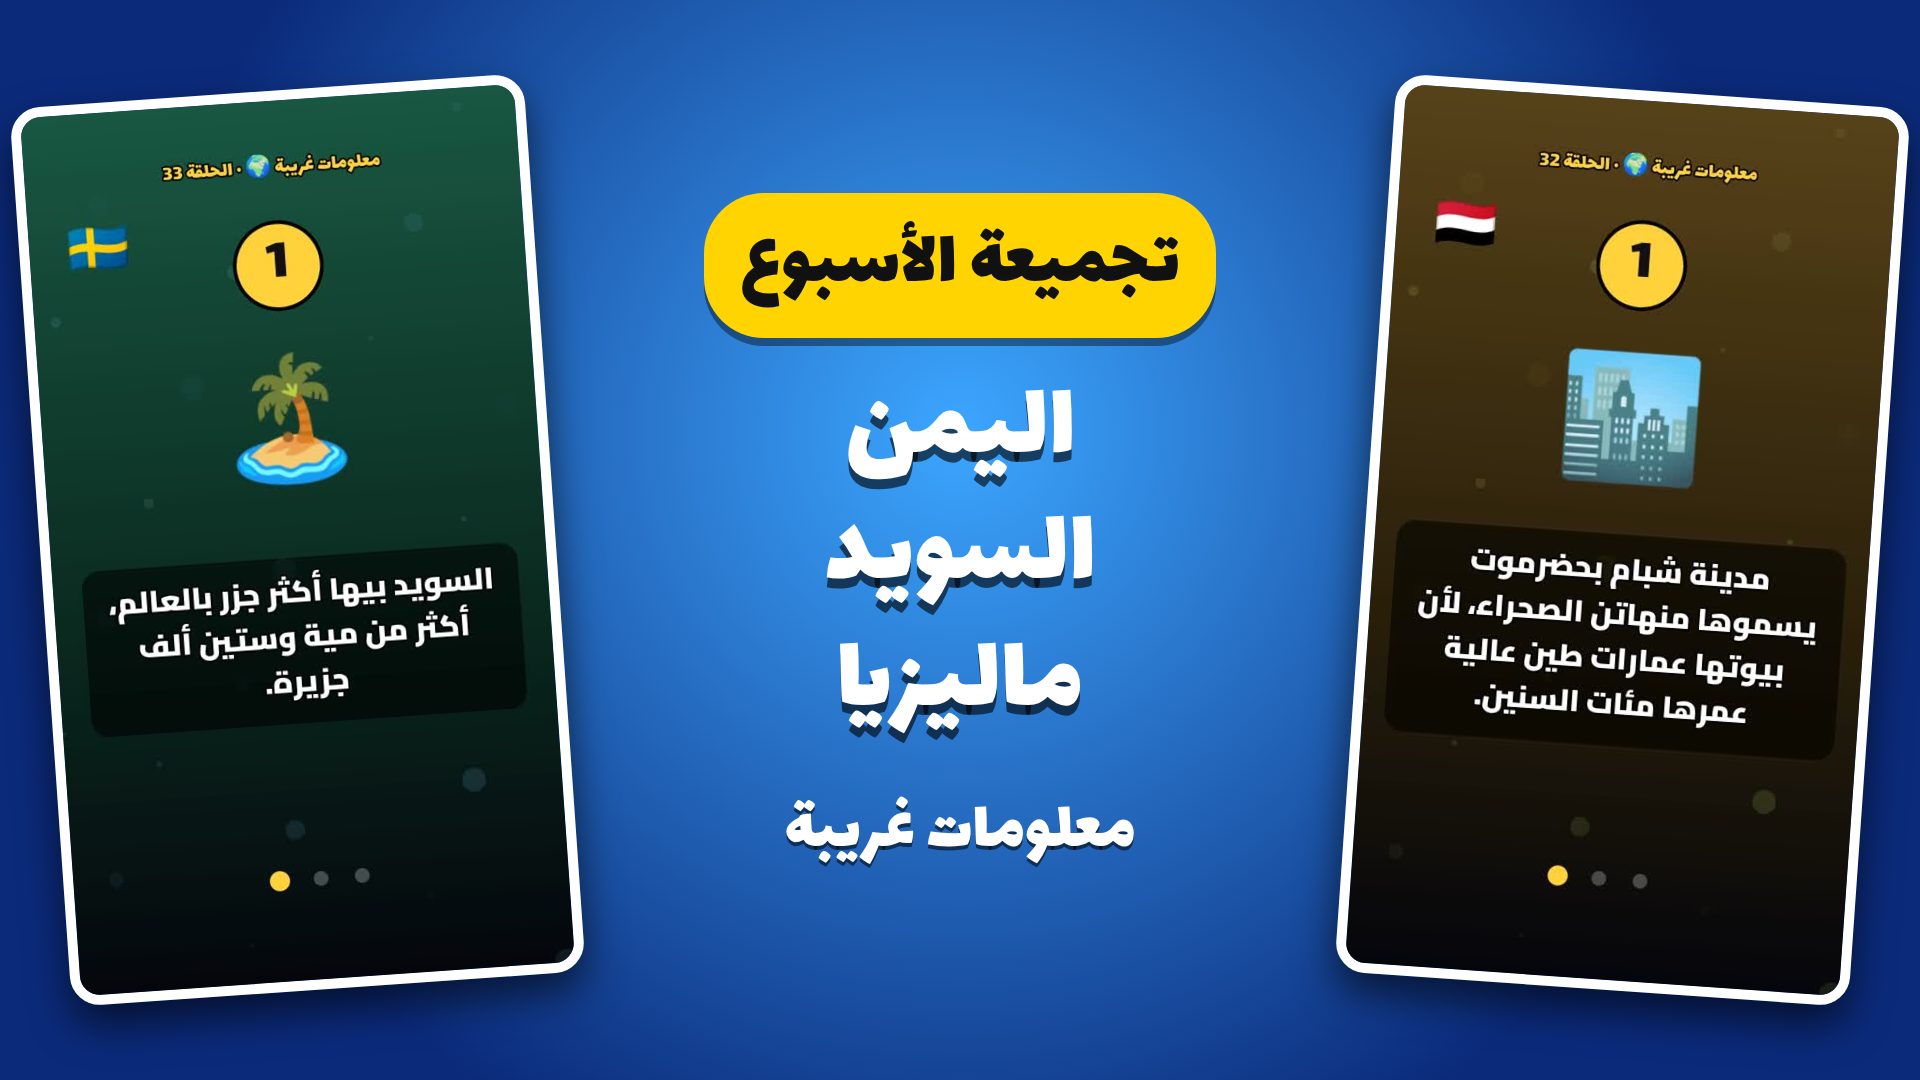 تجميعة الأسبوع
اليمن
السويد
ماليزيا
معلومات غريبة
معلومات غريبة 🌍 · الحلقة 32
1
مدينة شبام بحضرموت
يسموها منهاتن الصحراء، لأن
بيوتها عمارات طين عالية
عمرها مئات السنين.
معلومات غريبة 🌍 · الحلقة 33
1
السويد بيها أكثر جزر بالعالم،
أكثر من مية وستين ألف
جزيرة.